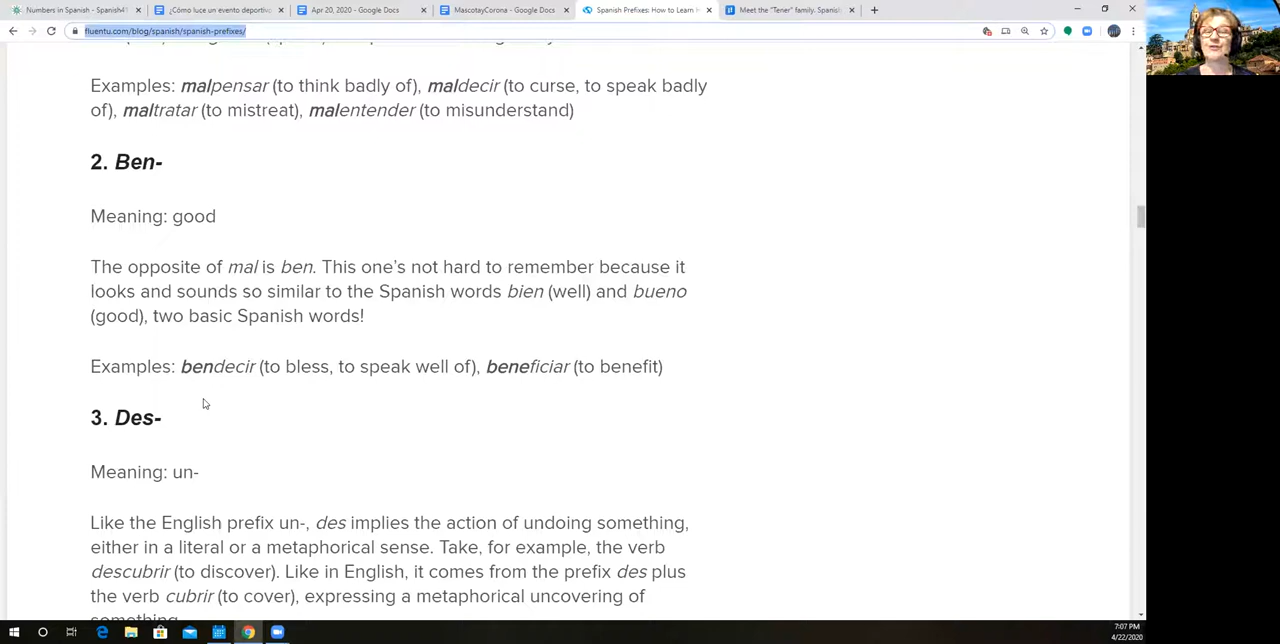 Numbers in Spanish - Spanish41
¿Cómo luce un evento deportivo
Apr 20, 2020 - Google Docs
MascotayCorona - Google Docs
Spanish Prefixes: How to Learn H
Meet the "Tener" family. Spanish
fluentu.com/blog/spanish/spanish-prefixes/
Examples: malpensar (to think badly of), maldecir (to curse, to speak badly
of), maltratar (to mistreat), malentender (to misunderstand)
2. Ben-
Meaning: good
The opposite of mal is ben. This one's not hard to remember because it
looks and sounds so similar to the Spanish words bien (well) and bueno
(good), two basic Spanish words!
Examples: bendecir (to bless, to speak well of), beneficiar (to benefit)
3. Des-
Meaning: un-
Like the English prefix un-, des implies the action of undoing something,
either in a literal or a metaphorical sense. Take, for example, the verb
descubrir (to discover). Like in English, it comes from the prefix des plus
the verb cubrir (to cover), expressing a metaphorical uncovering of
something.
7:07 PM
4/22/2020